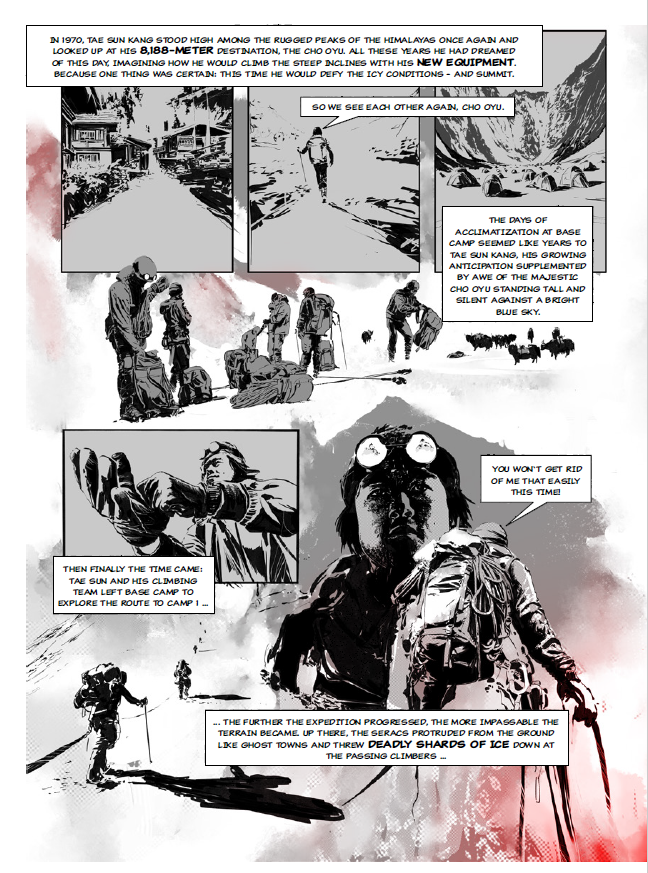 IN 1970, TAE SUN KANG STOOD HIGH AMONG THE RUGGED PEAKS OF THE HIMALAYAS ONCE AGAIN AND
LOOKED UP AT HIS 8,188-METER DESTINATION, THE CHO OYU. ALL THESE YEARS HE HAD DREAMED
OF THIS DAY, IMAGINING HOW HE WOULD CLIMB THE STEEP INCLINES WITH HIS NEW EQUIPMENT.
BECAUSE ONE THING WAS CERTAIN: THIS TIME HE WOULD DEFY THE ICY CONDITIONS – AND SUMMIT.
SO WE SEE EACH OTHER AGAIN, CHO OYU.
THE DAYS OF
ACCLIMATIZATION AT BASE
CAMP SEEMED LIKE YEARS TO
TAE SUN KANG, HIS GROWING
ANTICIPATION SUPPLEMENTED
BY AWE OF THE MAJESTIC
CHO OYU STANDING TALL AND
SILENT AGAINST A BRIGHT
BLUE SKY.
YOU WON'T GET RID
OF ME THAT EASILY
THIS TIME!
THEN FINALLY THE TIME CAME:
TAE SUN AND HIS CLIMBING
TEAM LEFT BASE CAMP TO
EXPLORE THE ROUTE TO CAMP 1 ...
... THE FURTHER THE EXPEDITION PROGRESSED, THE MORE IMPASSABLE THE
TERRAIN BECAME. UP THERE, THE SERACS PROTRUDED FROM THE GROUND
LIKE GHOST TOWNS AND THREW DEADLY SHARDS OF ICE DOWN AT
THE PASSING CLIMBERS ...